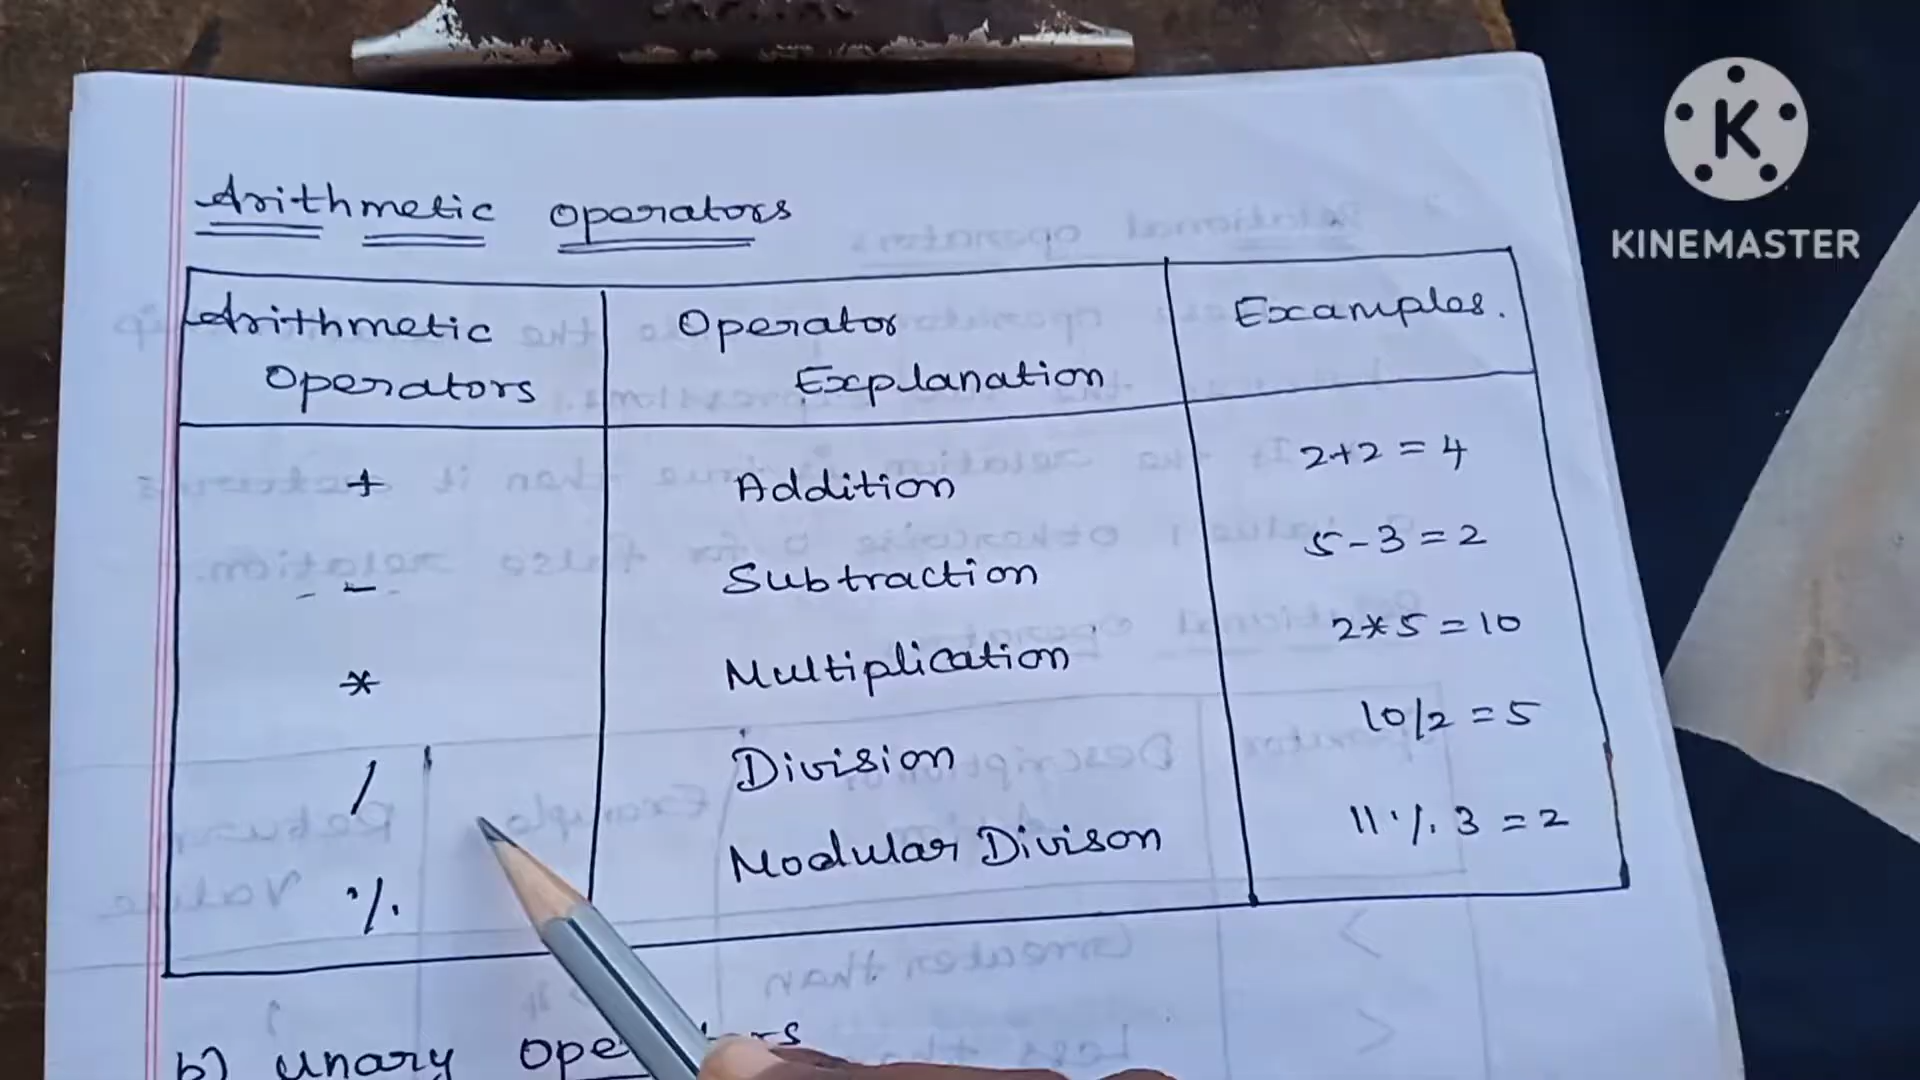 Arithmetic Operators
Arithmetic Operators
Operator Explanation
Examples.
+ Addition 2+2 = 4
- Subtraction 5-3=2
* Multiplication 2*5=10
/ Division 10/2=5
% Modular Divison 11%3=2
b) Unary
K
KINEMASTER